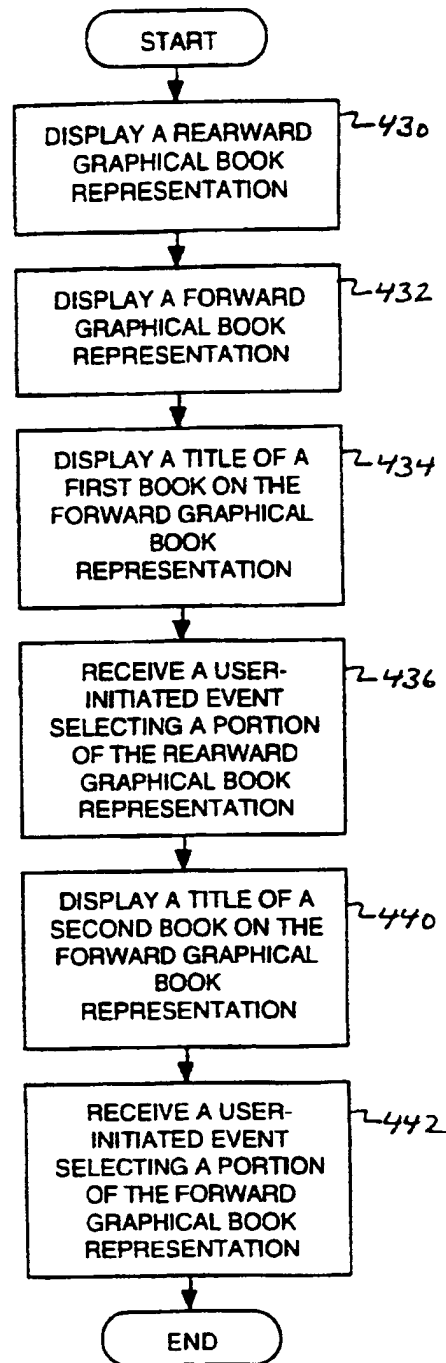 START
DISPLAY A REARWARD
GRAPHICAL BOOK
REPRESENTATION
430
DISPLAY A FORWARD
GRAPHICAL BOOK
REPRESENTATION
432
DISPLAY A TITLE OF A
FIRST BOOK ON THE
FORWARD GRAPHICAL
BOOK
REPRESENTATION
434
RECEIVE A USER-
INITIATED EVENT
SELECTING A PORTION
OF THE REARWARD
GRAPHICAL BOOK
REPRESENTATION
436
DISPLAY A TITLE OF A
SECOND BOOK ON THE
FORWARD GRAPHICAL
BOOK
REPRESENTATION
440
RECEIVE A USER-
INITIATED EVENT
SELECTING A PORTION
OF THE FORWARD
GRAPHICAL BOOK
REPRESENTATION
442
END